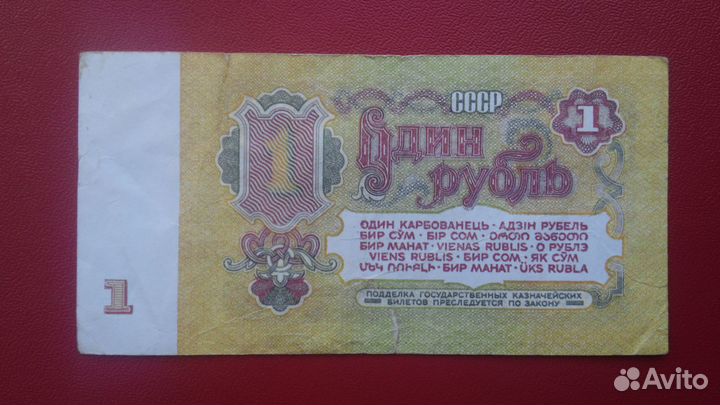 СССР
1
1
Один
рубль
ОДИН КАРБОВАНЕЦЬ · АДЗІН РУБЕЛЬ
БИР СЎМ · БІР СОМ · ᲔᲠᲗᲘ ᲛᲐᲜᲔᲗᲘ
БИР МАНАТ · VIENAS RUBLIS · О РУБЛЭ
VIENS RUBLIS · БИР СОМ · ЯК СЎМ
ՄԵԿ ՌՈՒԲԼԻ · БИР МАНАТ · ÜKS RUBLA
ПОДДЕЛКА ГОСУДАРСТВЕННЫХ КАЗНАЧЕЙСКИХ
БИЛЕТОВ ПРЕСЛЕДУЕТСЯ ПО ЗАКОНУ
1
Avito